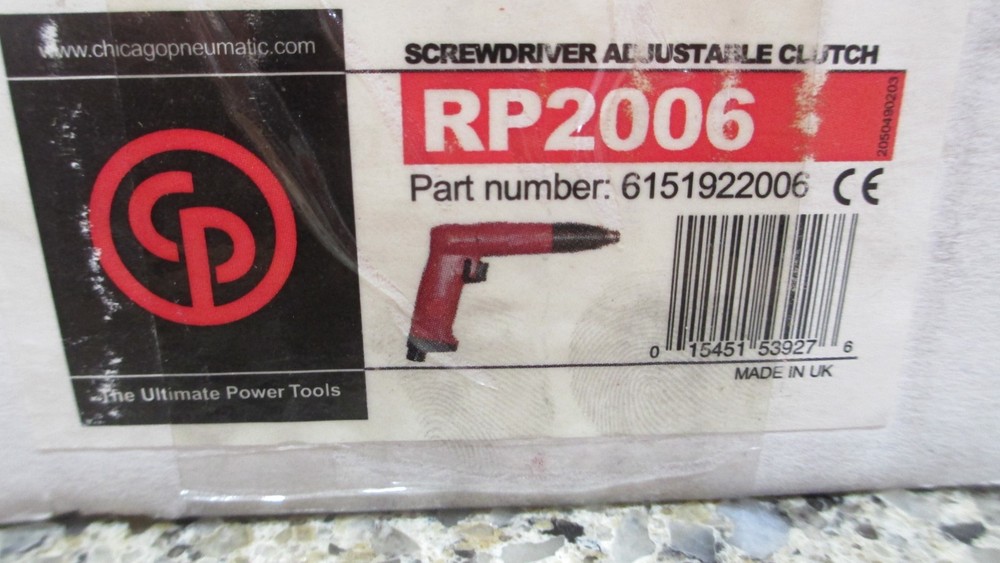 www.chicagopneumatic.com
CP
The Ultimate Power Tools
SCREWDRIVER ADJUSTABLE CLUTCH
RP2006
2050490203
Part number: 6151922006 CE
0 15451 53927 6
MADE IN UK